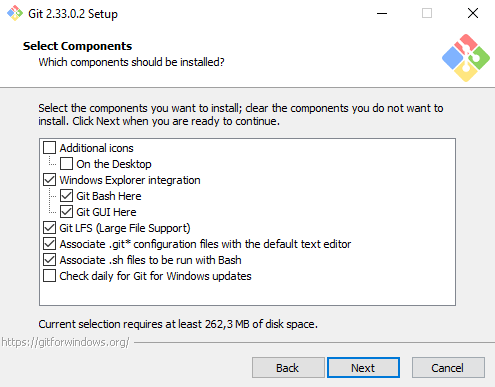 Git 2.33.0.2 Setup
Select Components
Which components should be installed?
Select the components you want to install; clear the components you do not want to
install. Click Next when you are ready to continue.
Additional icons
On the Desktop
Windows Explorer integration
Git Bash Here
Git GUI Here
Git LFS (Large File Support)
Associate .git* configuration files with the default text editor
Associate .sh files to be run with Bash
Check daily for Git for Windows updates
Current selection requires at least 262,3 MB of disk space.
https://gitforwindows.org/
Back
Next
Cancel